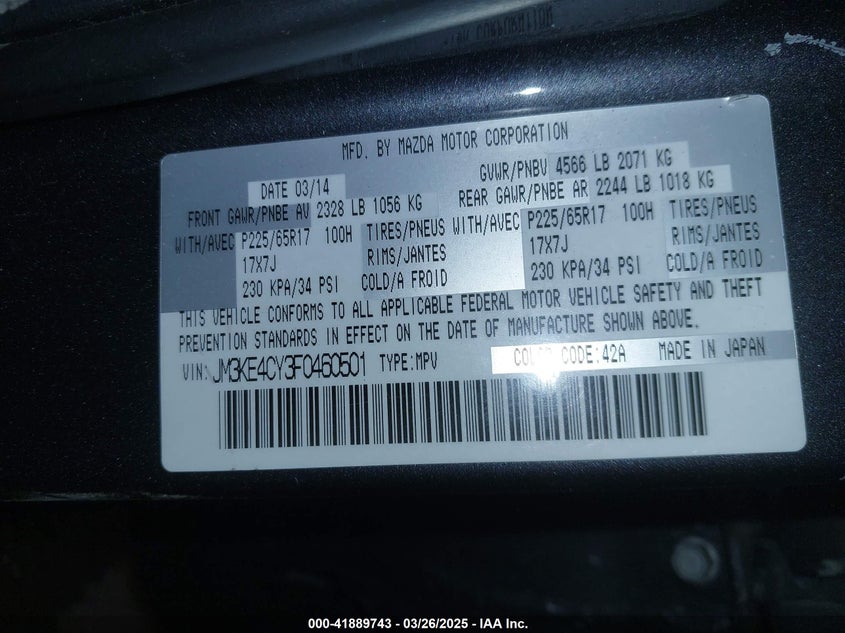 MFD. BY MAZDA MOTOR CORPORATION
DATE 03/14 GVWR/PNBV 4566 LB 2071 KG
FRONT GAWR/PNBE AV 2328 LB 1056 KG REAR GAWR/PNBE AR 2244 LB 1018 KG
WITH/AVEC P225/65R17 100H TIRES/PNEUS WITH/AVEC P225/65R17 100H TIRES/PNEUS
17X7J RIMS/JANTES 17X7J RIMS/JANTES
230 KPA/34 PSI COLD/A FROID 230 KPA/34 PSI COLD/A FROID
THIS VEHICLE CONFORMS TO ALL APPLICABLE FEDERAL MOTOR VEHICLE SAFETY AND THEFT
PREVENTION STANDARDS IN EFFECT ON THE DATE OF MANUFACTURE SHOWN ABOVE.
VIN: JM3KE4CY3F0460501 TYPE:MPV COLOR CODE:42A MADE IN JAPAN
000-41889743 - 03/26/2025 - IAA Inc.